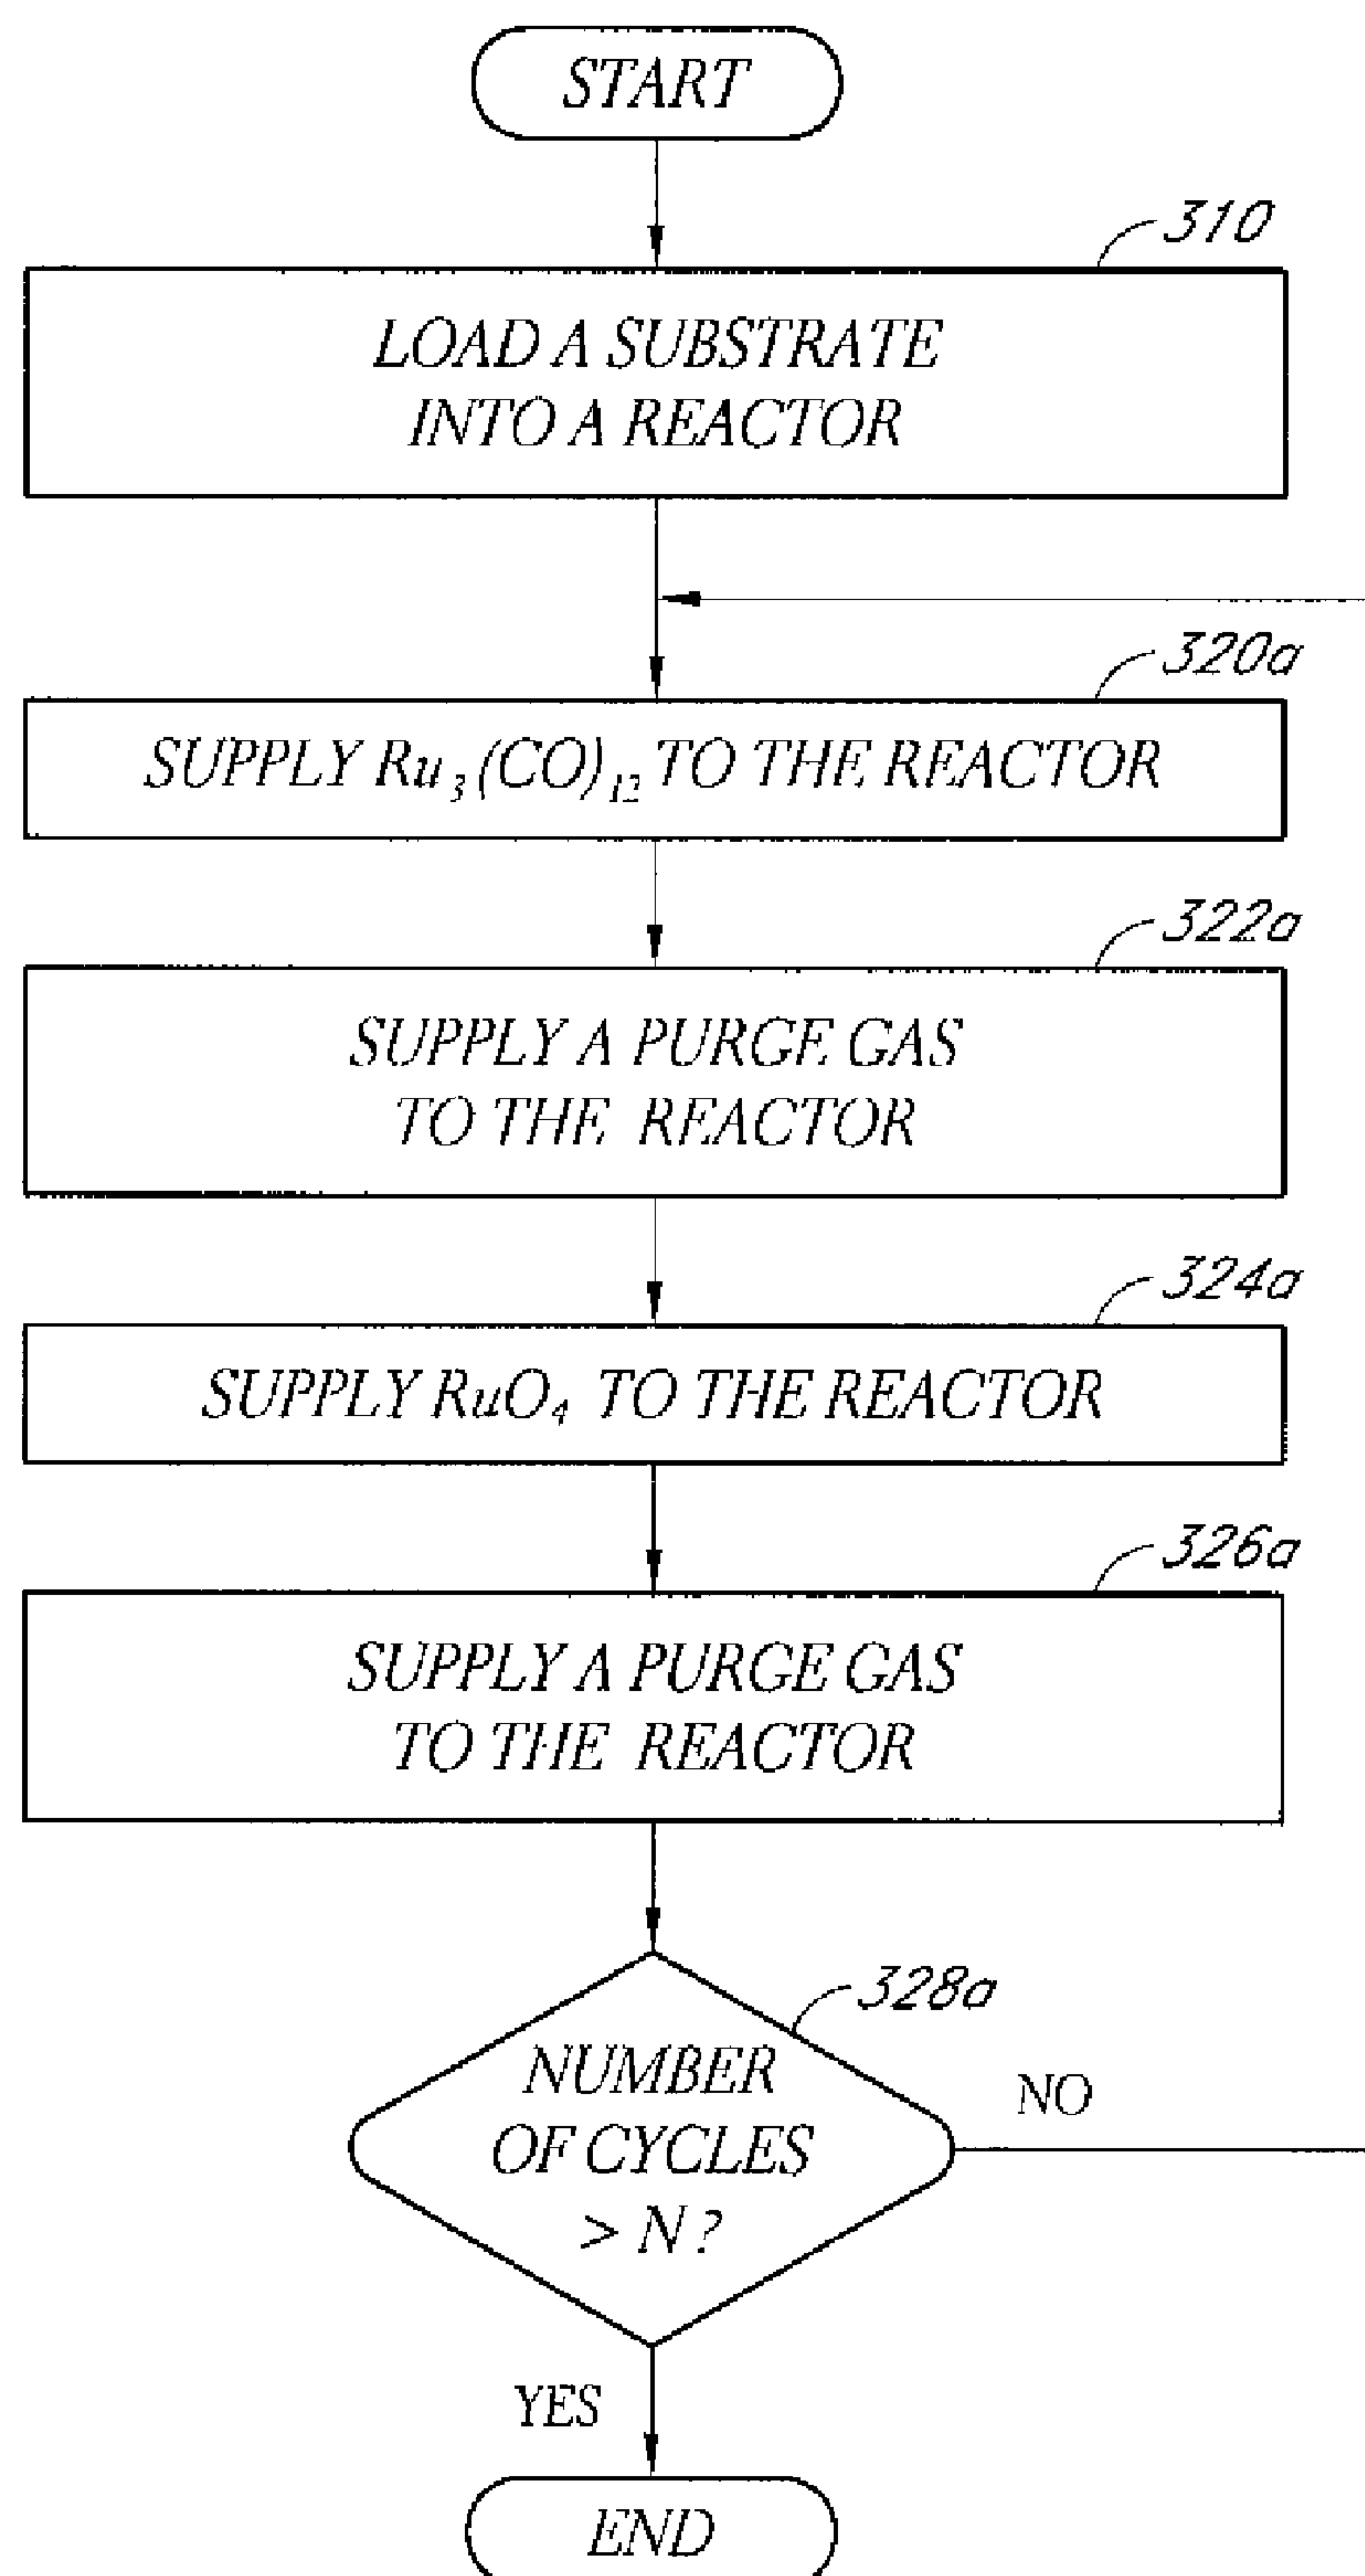 START
310
LOAD A SUBSTRATE
INTO A REACTOR
320a
SUPPLY Ru₃(CO)₁₂ TO THE REACTOR
322a
SUPPLY A PURGE GAS
TO THE REACTOR
324a
SUPPLY RuO₄ TO THE REACTOR
326a
SUPPLY A PURGE GAS
TO THE REACTOR
328a
NUMBER
OF CYCLES
> N?
NO
YES
END